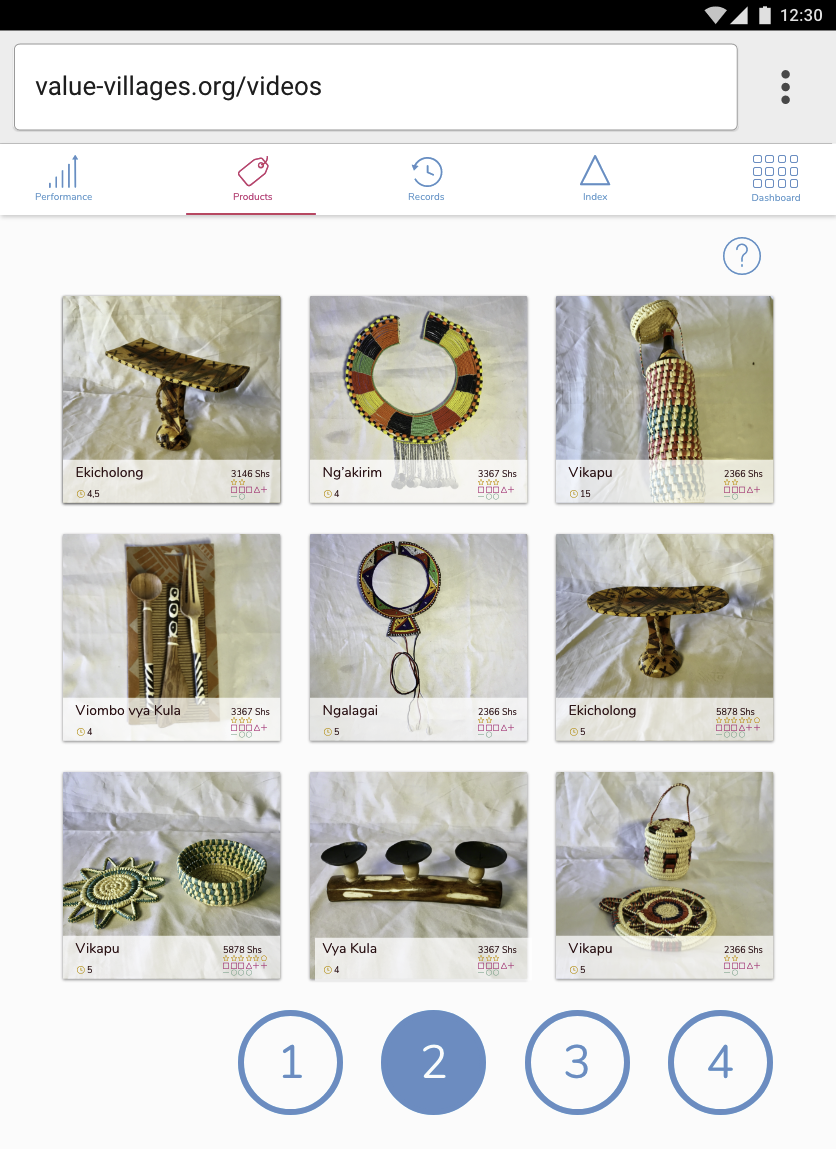 12:30
value-villages.org/videos
Performance
Products
Records
Index
Dashboard
?
Ekicholong
3146 Shs
4,5
Ng'akirim
3367 Shs
4
Vikapu
2366 Shs
15
Viombo vya Kula
3367 Shs
4
Ngalagai
2366 Shs
5
Ekicholong
5878 Shs
5
Vikapu
5878 Shs
5
Vya Kula
3367 Shs
4
Vikapu
2366 Shs
5
1
2
3
4